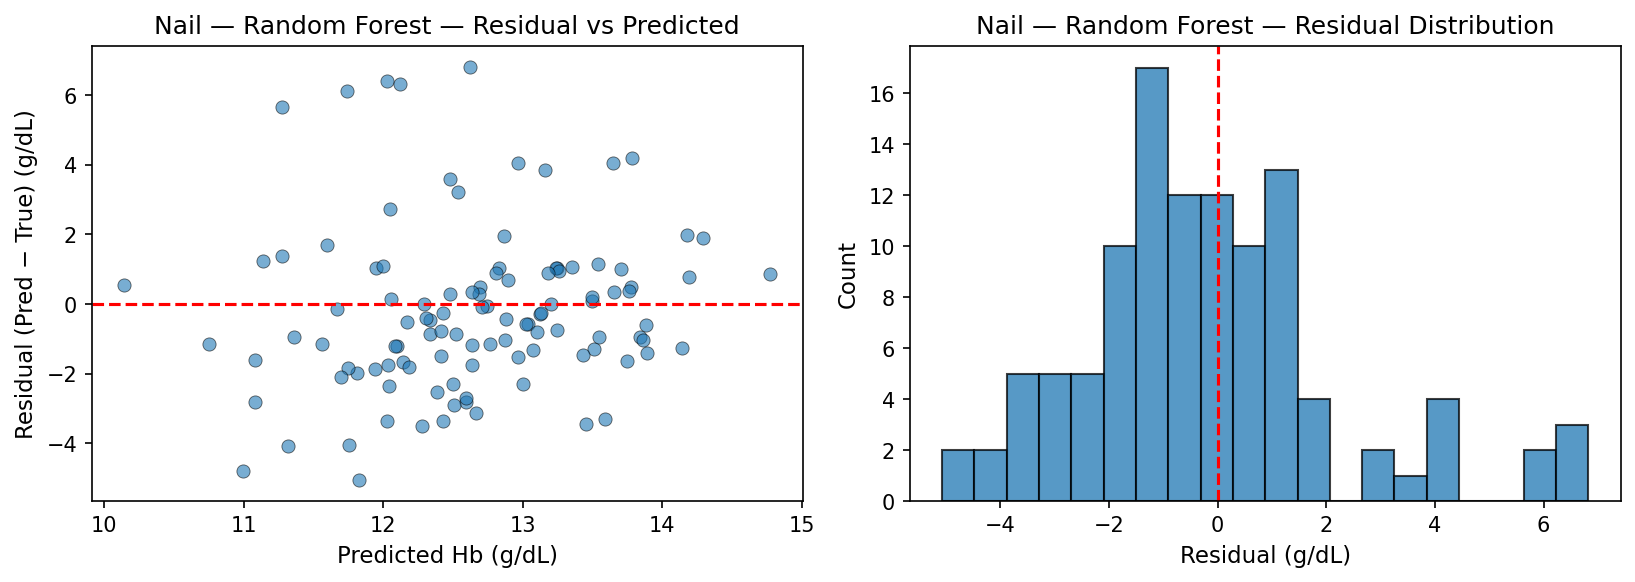 Nail — Random Forest — Residual vs Predicted
6
4
2
0
−2
−4
Residual (Pred − True) (g/dL)
10 11 12 13 14 15
Predicted Hb (g/dL)
Nail — Random Forest — Residual Distribution
16
14
12
10
8
6
4
2
0
Count
−4 −2 0 2 4 6
Residual (g/dL)